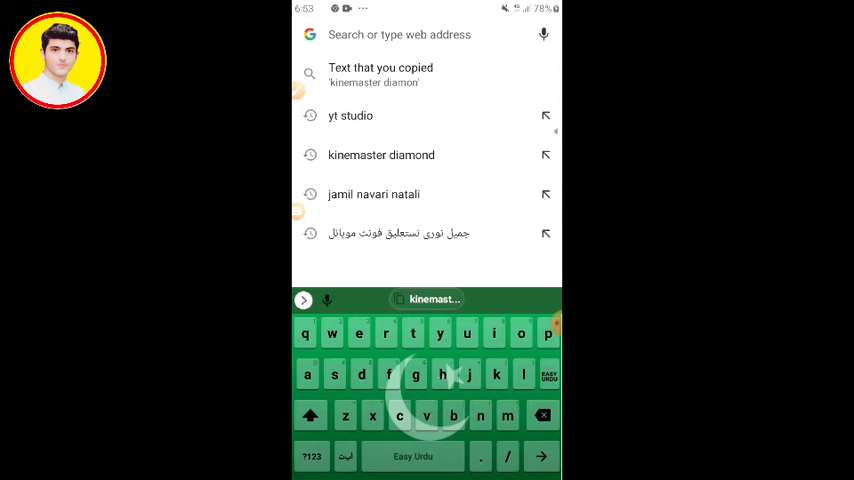 6:53 78%
Search or type web address
Text that you copied
'kinemaster diamon'
yt studio
kinemaster diamond
jamil navari natali
جمیل نوری نستعلیق فونٹ موبائل
kinemast...
q w e r t y u i o p
a s d f g h j k l EASY URDU
z x c v b n m
?123 اب‌ت Easy Urdu . /